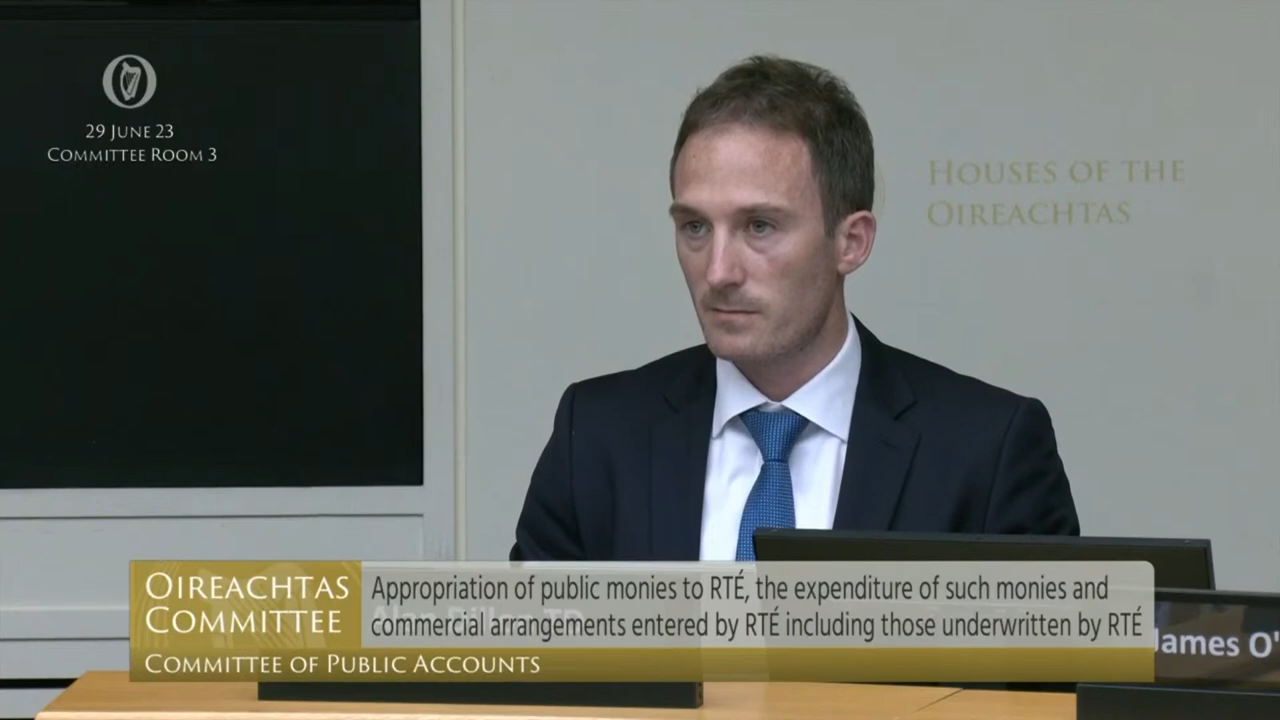 29 JUNE 23
COMMITTEE ROOM 3
HOUSES OF THE
OIREACHTAS
OIREACHTAS
COMMITTEE
Appropriation of public monies to RTÉ, the expenditure of such monies and
commercial arrangements entered by RTÉ including those underwritten by RTÉ
James O'
COMMITTEE OF PUBLIC ACCOUNTS